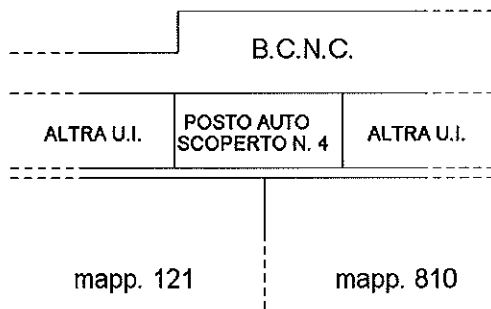 B.C.N.C.
ALTRA U.I.
POSTO AUTO
SCOPERTO N. 4
ALTRA U.I.
mapp. 121
mapp. 810